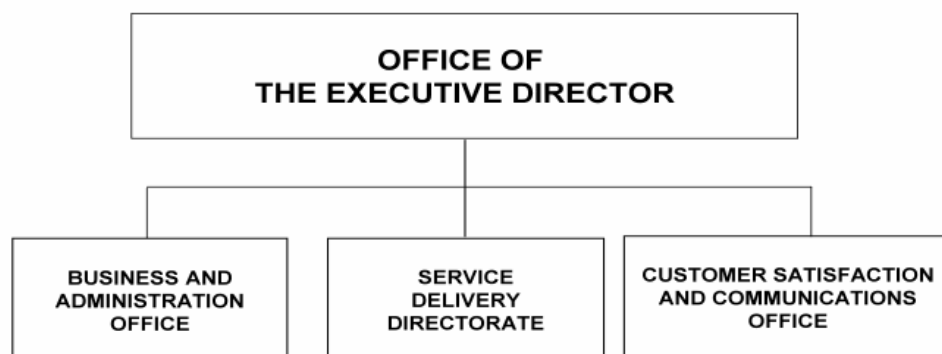 OFFICE OF
THE EXECUTIVE DIRECTOR
BUSINESS AND
ADMINISTRATION
OFFICE
SERVICE
DELIVERY
DIRECTORATE
CUSTOMER SATISFACTION
AND COMMUNICATIONS
OFFICE